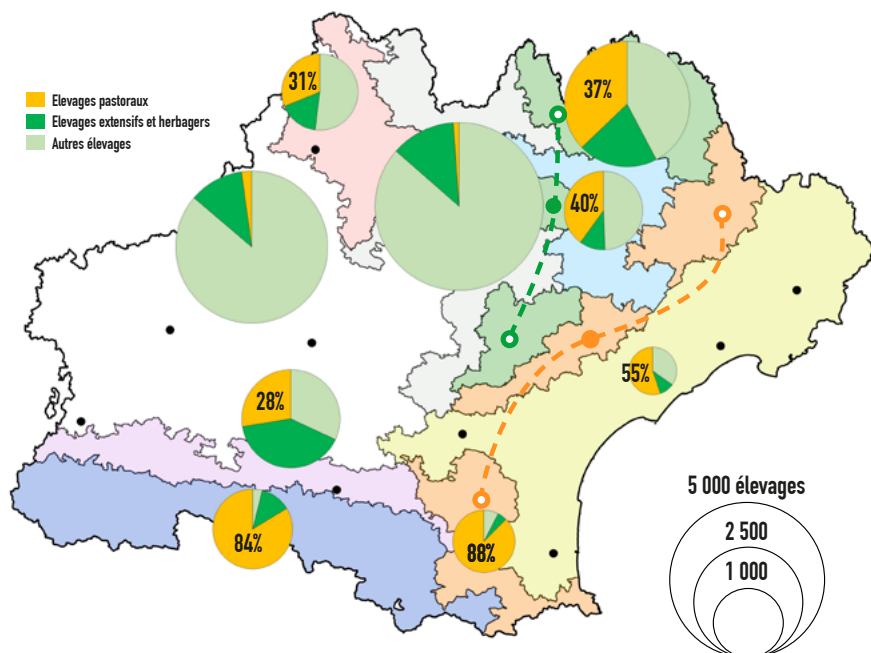 Elevages pastoraux
Elevages extensifs et herbagers
Autres élevages
31%
37%
40%
55%
28%
84%
88%
5 000 élevages
2 500
1 000